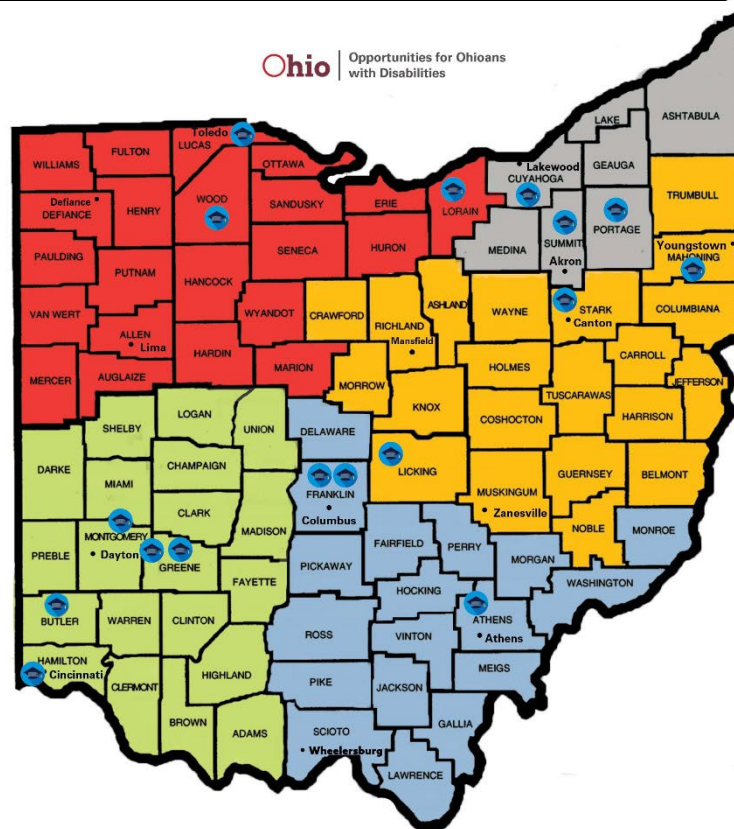 Ohio
Opportunities for Ohioans
with Disabilities
ASHTABULA
LAKE
GEAUGA
Lakewood
CUYAHOGA
Toledo
LUCAS
FULTON
WILLIAMS
OTTAWA
WOOD
Defiance
DEFIANCE
HENRY
SANDUSKY
ERIE
LORAIN
TRUMBULL
MEDINA
SUMMIT
Akron
PORTAGE
Youngstown
MAHONING
PAULDING
PUTNAM
SENECA
HURON
HANCOCK
VAN WERT
ALLEN
Lima
WYANDOT
CRAWFORD
RICHLAND
Mansfield
ASHLAND
WAYNE
STARK
Canton
COLUMBIANA
MERCER
AUGLAIZE
HARDIN
MARION
MORROW
HOLMES
CARROLL
JEFFERSON
TUSCARAWAS
KNOX
COSHOCTON
HARRISON
LOGAN
UNION
SHELBY
DELAWARE
DARKE
CHAMPAIGN
MIAMI
LICKING
GUERNSEY
BELMONT
CLARK
FRANKLIN
Columbus
MUSKINGUM
Zanesville
NOBLE
MONROE
MADISON
MONTGOMERY
Dayton
PREBLE
GREENE
FAIRFIELD
PERRY
MORGAN
PICKAWAY
WASHINGTON
FAYETTE
HOCKING
ATHENS
Athens
BUTLER
WARREN
CLINTON
ROSS
VINTON
MEIGS
HAMILTON
Cincinnati
CLERMONT
HIGHLAND
PIKE
JACKSON
GALLIA
BROWN
ADAMS
SCIOTO
Wheelersburg
LAWRENCE